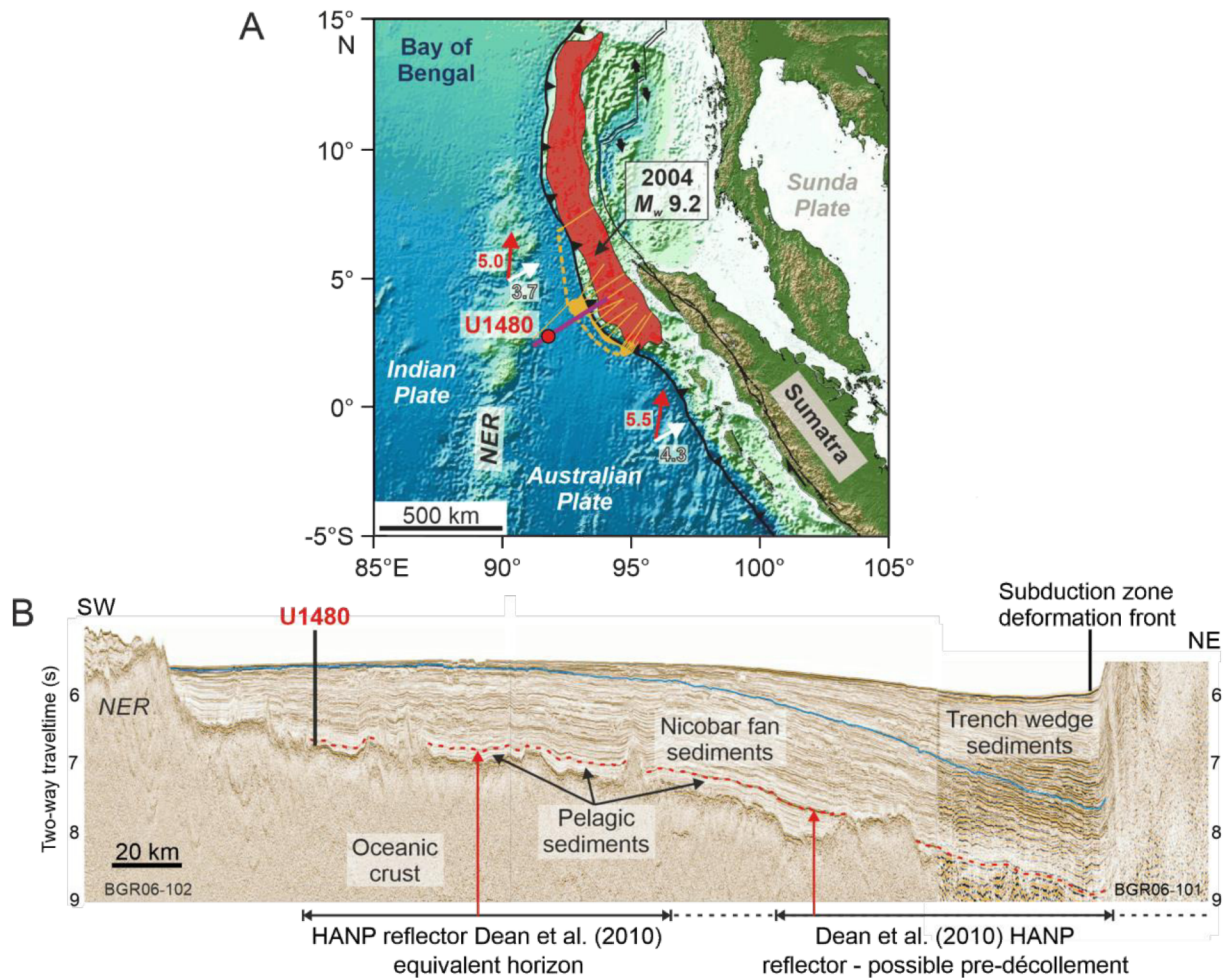 A
15°
N
Bay of
Bengal
10°
2004
Mw 9.2
Sunda
Plate
5.0
3.7
5°
U1480
Indian
Plate
0°
NER
5.5
4.3
Sumatra
Australian
Plate
500 km
-5°S
85°E 90° 95° 100° 105°
B
SW
U1480
Subduction zone
deformation front
NE
Two-way traveltime (s)
6
7
8
9
NER
Nicobar fan
sediments
Trench wedge
sediments
Pelagic
sediments
Oceanic
crust
20 km
BGR06-102
BGR06-101
6
7
8
9
HANP reflector Dean et al. (2010)
equivalent horizon
Dean et al. (2010) HANP
reflector - possible pre-décollement